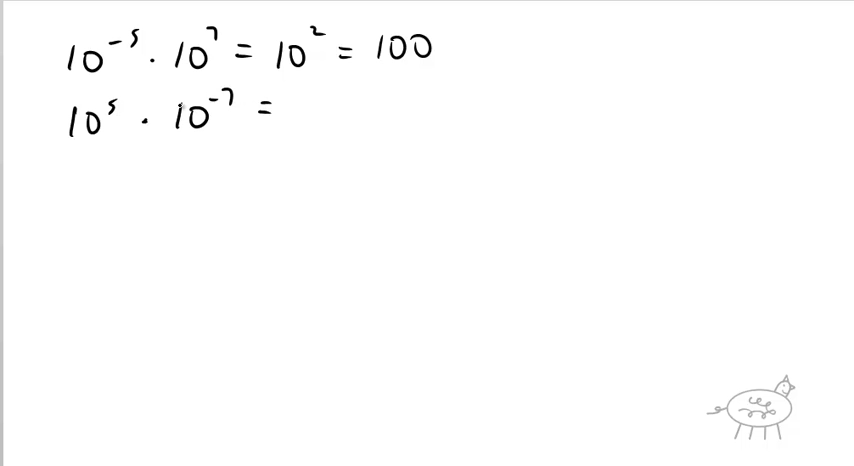 10⁻⁵ · 10⁷ = 10² = 100
10⁵ · 10⁻⁷ =